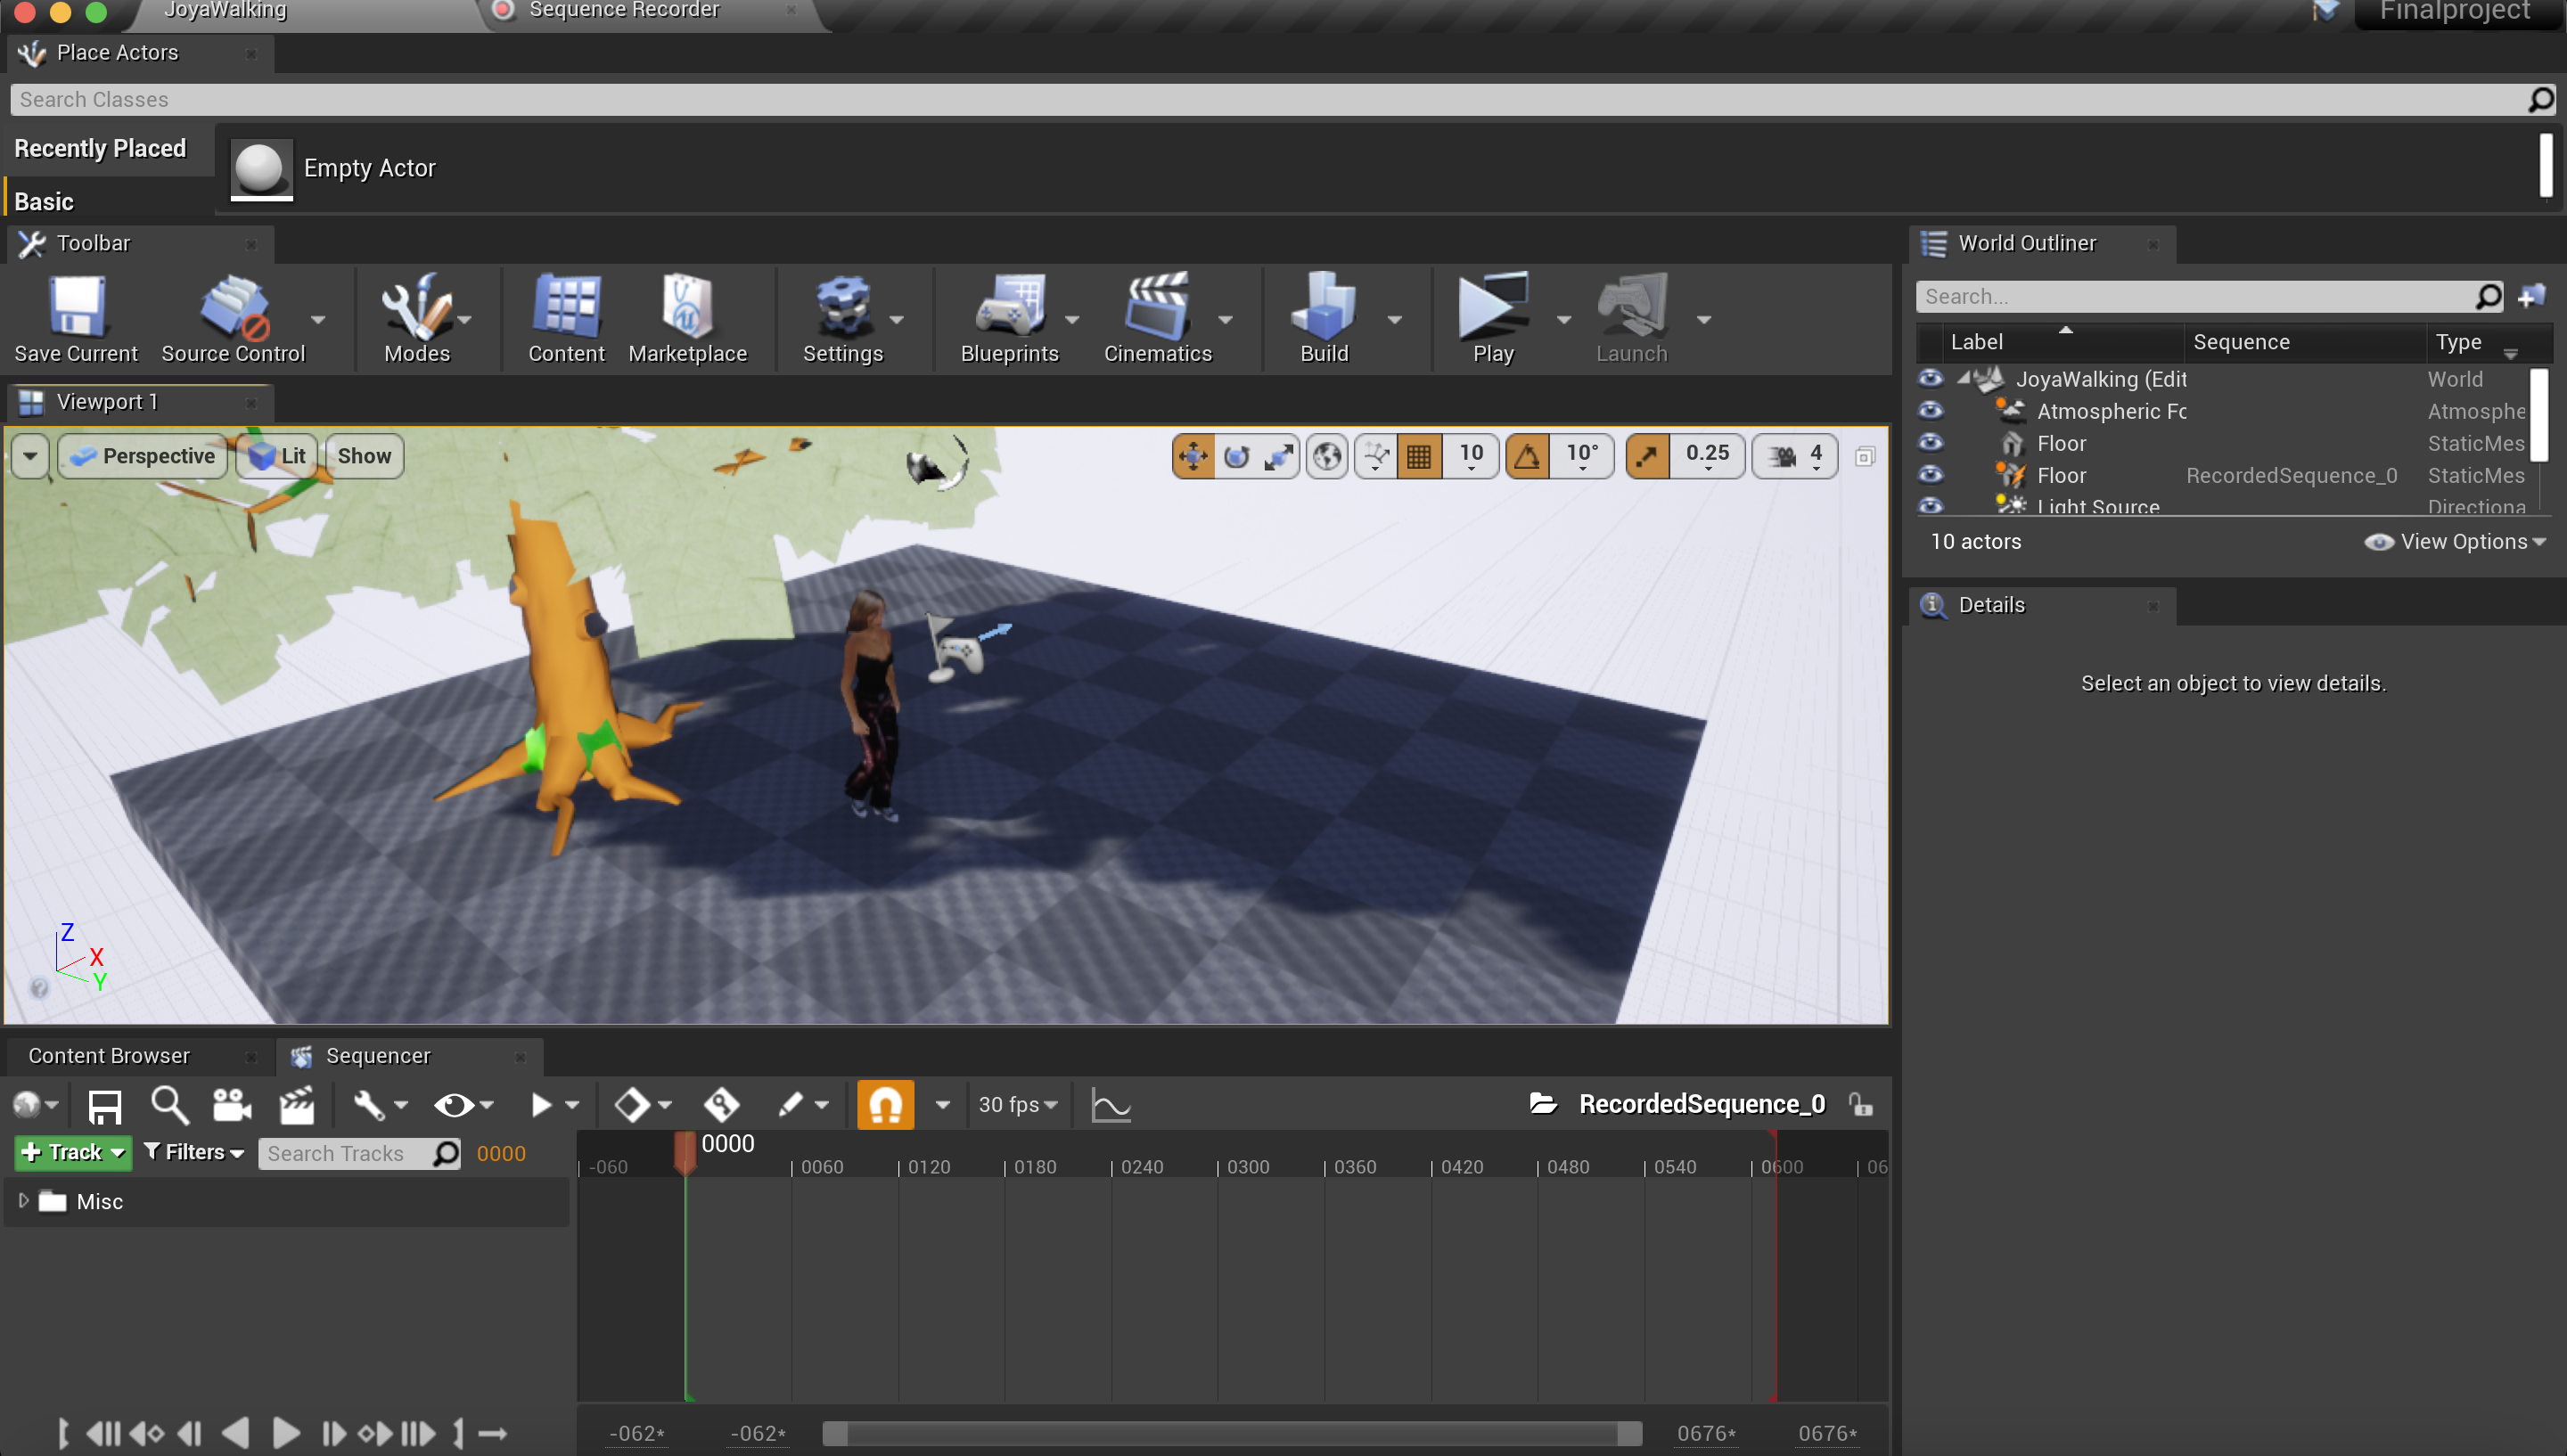 JoyaWalking
Sequence Recorder
Finalproject
Place Actors
Search Classes
Recently Placed
Empty Actor
Basic
Toolbar
World Outliner
Save Current
Source Control
Modes
Content
Marketplace
Settings
Blueprints
Cinematics
Build
Play
Launch
Search...
Label
Sequence
Type
JoyaWalking (Edit
World
Atmospheric Fo
Atmosphe
Floor
StaticMes
Floor
RecordedSequence_0
StaticMes
Light Source
Directiona
10 actors
View Options
Viewport 1
Perspective
Lit
Show
10
10°
0.25
4
Details
Select an object to view details.
Z
X
Y
Content Browser
Sequencer
30 fps
RecordedSequence_0
+ Track
Filters
Search Tracks
0000
0000
-060
0060
0120
0180
0240
0300
0360
0420
0480
0540
0600
06
Misc
-062*
-062*
0676*
0676*